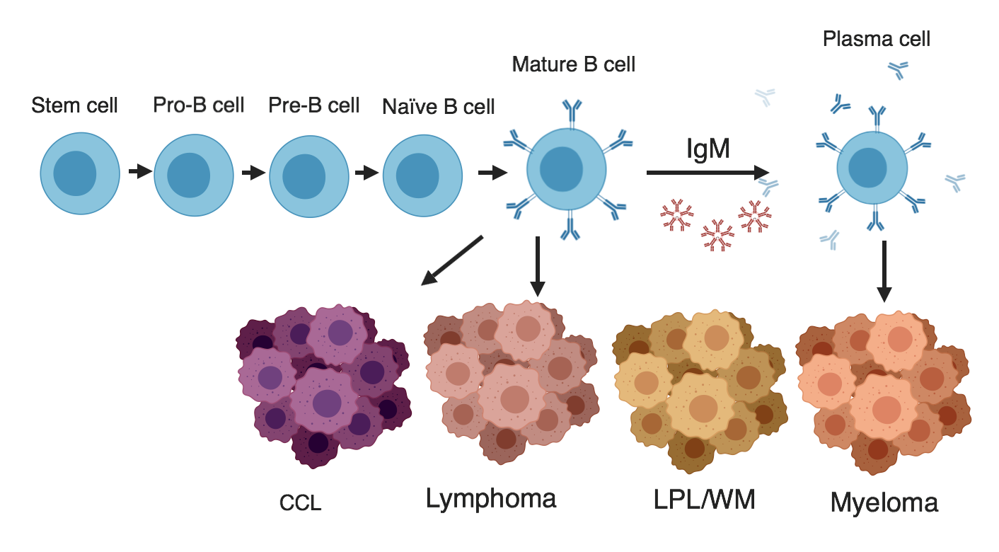 Stem cell
Pro-B cell
Pre-B cell
Naïve B cell
Mature B cell
IgM
Plasma cell
CCL
Lymphoma
LPL/WM
Myeloma